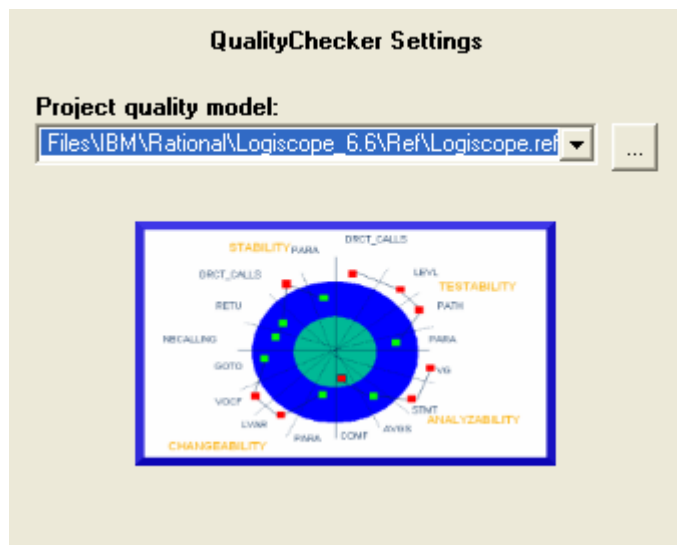 QualityChecker Settings
Project quality model:
Files\IBM\Rational\Logiscope_6.6\Ref\Logiscope.ref
...
DRCT_CALLS
STABILITY PARA
DRCT_CALLS
LEVL
TESTABILITY
RETU
PATH
NBCALLING
PARA
GOTO
VG
VOCF
STMT
LVAR
ANALYZABILITY
PARA
COMF
AVGS
CHANGEABILITY